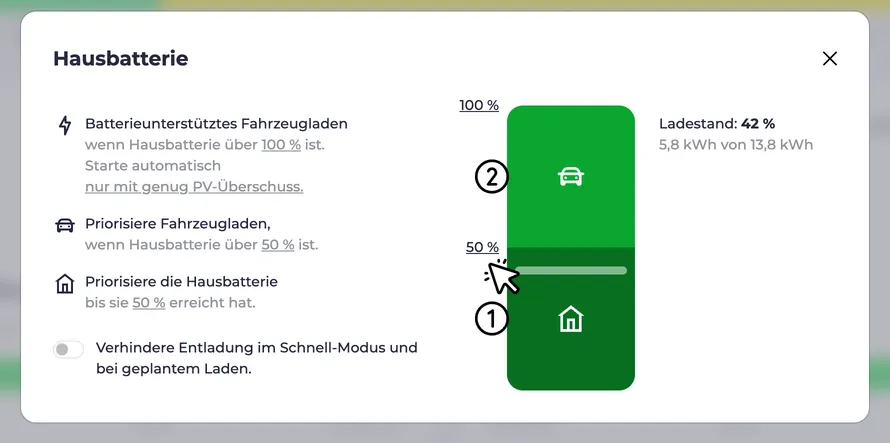 Hausbatterie
Batterieunterstütztes Fahrzeugladen
wenn Hausbatterie über 100 % ist.
Starte automatisch
nur mit genug PV-Überschuss.
Priorisiere Fahrzeugladen,
wenn Hausbatterie über 50 % ist.
Priorisiere die Hausbatterie
bis sie 50 % erreicht hat.
Verhindere Entladung im Schnell-Modus und
bei geplantem Laden.
100 %
2
50 %
1
Ladestand: 42 %
5,8 kWh von 13,8 kWh